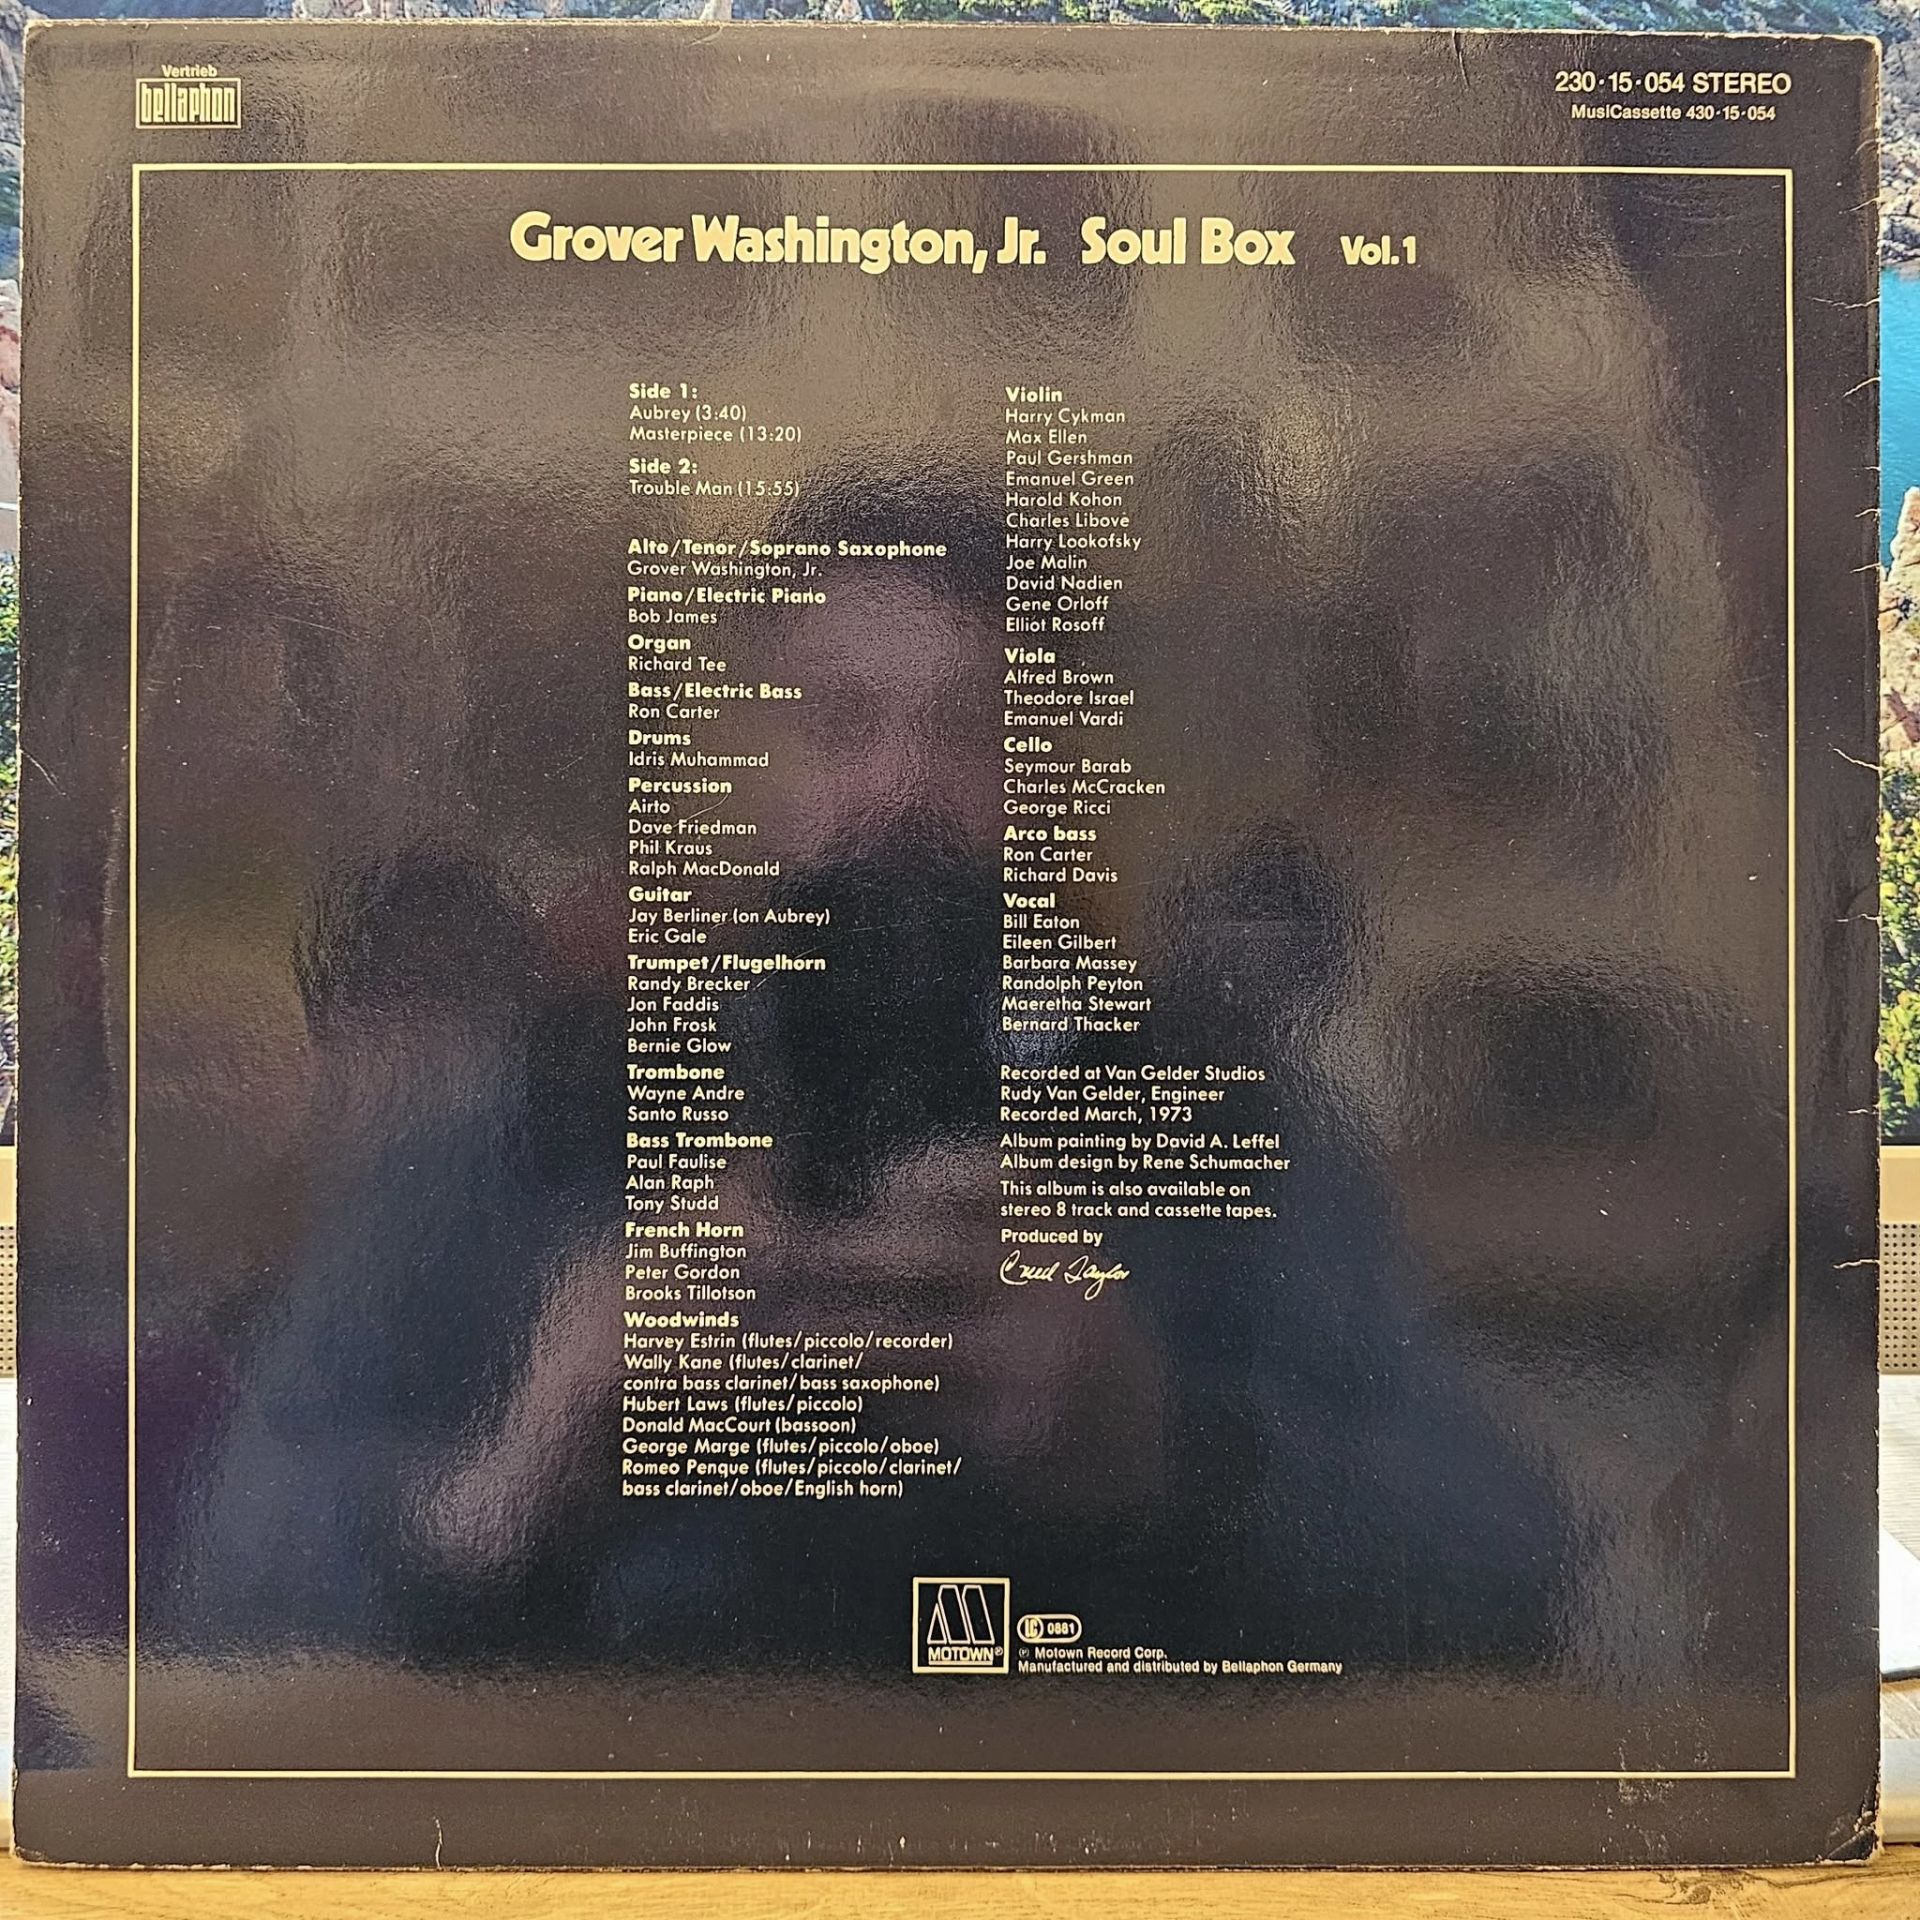 Vertrieb
bellaphon
230·15·054 STEREO
MusiCassette 430·15·054
Grover Washington, Jr. Soul Box Vol.1
Side 1:
Aubrey (3:40)
Masterpiece (13:20)
Side 2:
Trouble Man (15:55)
Alto/Tenor/Soprano Saxophone
Grover Washington, Jr.
Piano/Electric Piano
Bob James
Organ
Richard Tee
Bass/Electric Bass
Ron Carter
Drums
Idris Muhammad
Percussion
Airto
Dave Friedman
Phil Kraus
Ralph MacDonald
Guitar
Jay Berliner (on Aubrey)
Eric Gale
Trumpet/Flugelhorn
Randy Brecker
Jon Faddis
John Frosk
Bernie Glow
Trombone
Wayne Andre
Santo Russo
Bass Trombone
Paul Faulise
Alan Raph
Tony Studd
French Horn
Jim Buffington
Peter Gordon
Brooks Tillotson
Woodwinds
Harvey Estrin (flutes/piccolo/recorder)
Wally Kane (flutes/clarinet/
contra bass clarinet/bass saxophone)
Hubert Laws (flutes/piccolo)
Donald MacCourt (bassoon)
George Marge (flutes/piccolo/oboe)
Romeo Penque (flutes/piccolo/clarinet/
bass clarinet/oboe/English horn)
Violin
Harry Cykman
Max Ellen
Paul Gershman
Emanuel Green
Harold Kohon
Charles Libove
Harry Lookofsky
Joe Malin
David Nadien
Gene Orloff
Elliot Rosoff
Viola
Alfred Brown
Theodore Israel
Emanuel Vardi
Cello
Seymour Barab
Charles McCracken
George Ricci
Arco bass
Ron Carter
Richard Davis
Vocal
Bill Eaton
Eileen Gilbert
Barbara Massey
Randolph Peyton
Maeretha Stewart
Bernard Thacker
Recorded at Van Gelder Studios
Rudy Van Gelder, Engineer
Recorded March, 1973
Album painting by David A. Leffel
Album design by Rene Schumacher
This album is also available on
stereo 8 track and cassette tapes.
Produced by
Creed Taylor
MOTOWN®
LC 0881
℗ Motown Record Corp.
Manufactured and distributed by Bellaphon Germany